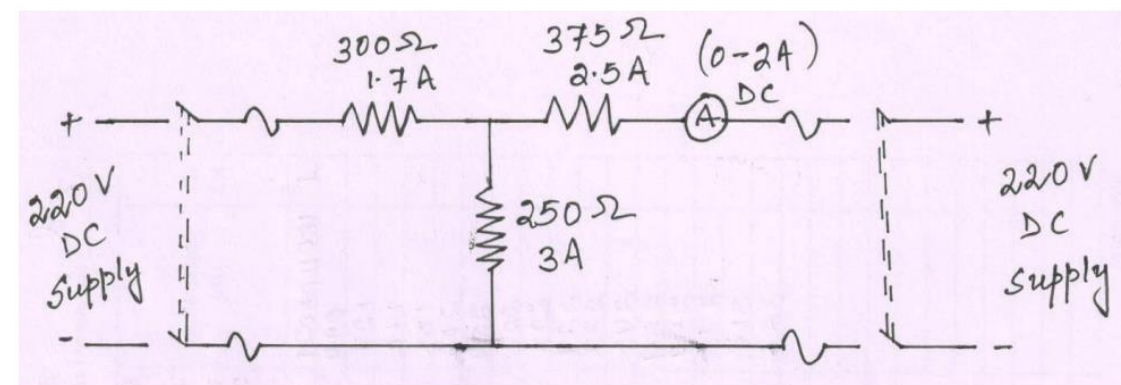 300Ω
1.7A
375Ω
2.5A
(0-2A)
DC
A
+
-
220V
DC
Supply
250Ω
3A
+
-
220V
DC
Supply